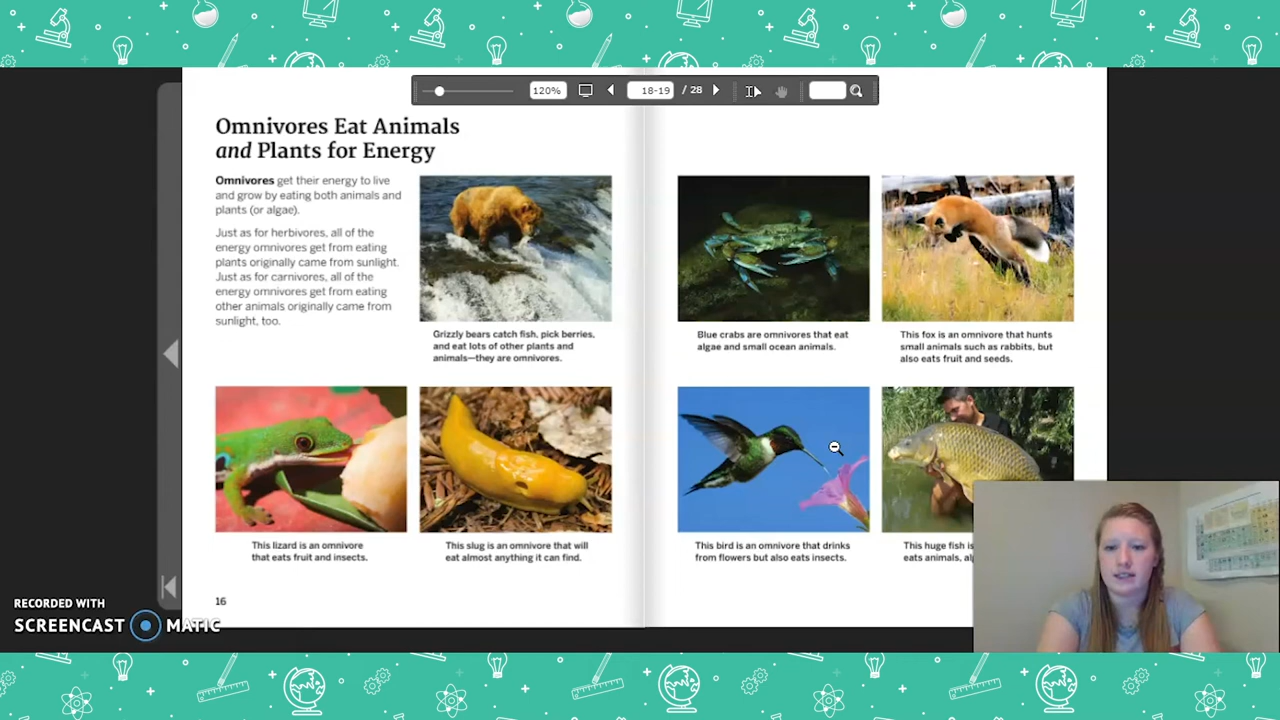 120%
18-19
/ 28
Omnivores Eat Animals
and Plants for Energy
Omnivores get their energy to live
and grow by eating both animals and
plants (or algae).
Just as for herbivores, all of the
energy omnivores get from eating
plants originally came from sunlight.
Just as for carnivores, all of the
energy omnivores get from eating
other animals originally came from
sunlight, too.
Grizzly bears catch fish, pick berries,
and eat lots of other plants and
animals—they are omnivores.
Blue crabs are omnivores that eat
algae and small ocean animals.
This fox is an omnivore that hunts
small animals such as rabbits, but
also eats fruit and seeds.
This lizard is an omnivore
that eats fruit and insects.
This slug is an omnivore that will
eat almost anything it can find.
This bird is an omnivore that drinks
from flowers but also eats insects.
This huge fish is
eats animals,
16
RECORDED WITH
SCREENCAST MATIC